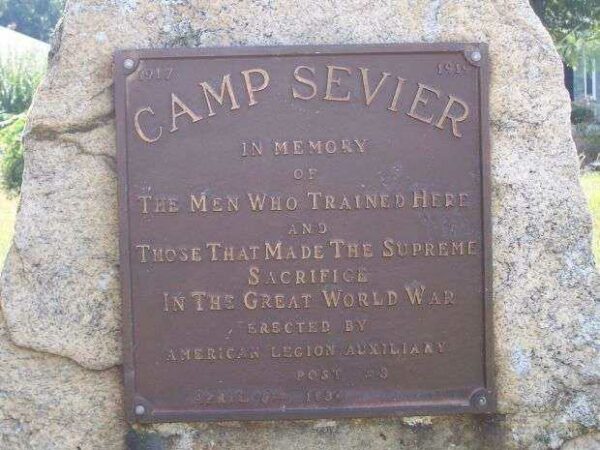 1917
CAMP SEVIER
IN MEMORY
OF
THE MEN WHO TRAINED HERE
AND
THOSE THAT MADE THE SUPREME
SACRIFICE
IN THE GREAT WORLD WAR
ERECTED BY
AMERICAN LEGION AUXILIARY
POST
APRIL